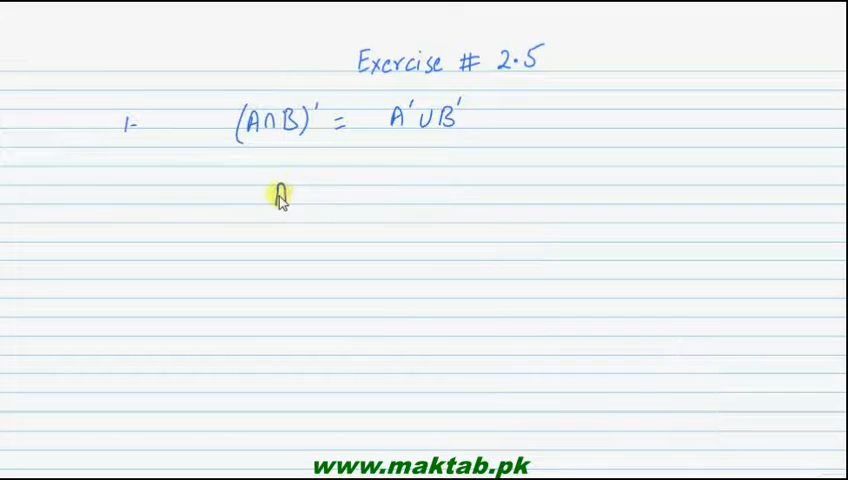 Exercise # 2.5
1- (A∩B)' = A'∪B'
A
www.maktab.pk